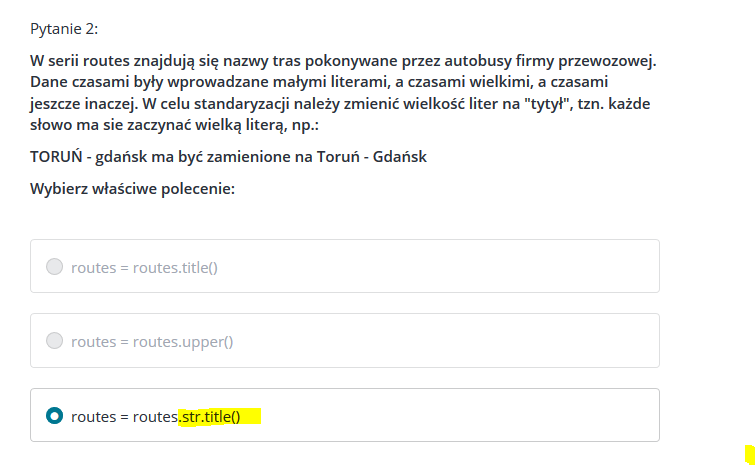 Pytanie 2:
W serii routes znajdują się nazwy tras pokonywane przez autobusy firmy przewozowej.
Dane czasami były wprowadzane małymi literami, a czasami wielkimi, a czasami
jeszcze inaczej. W celu standaryzacji należy zmienić wielkość liter na "tytył", tzn. każde
słowo ma sie zaczynać wielką literą, np.:
TORUŃ - gdańsk ma być zamienione na Toruń - Gdańsk
Wybierz właściwe polecenie:
routes = routes.title()
routes = routes.upper()
routes = routes.str.title()